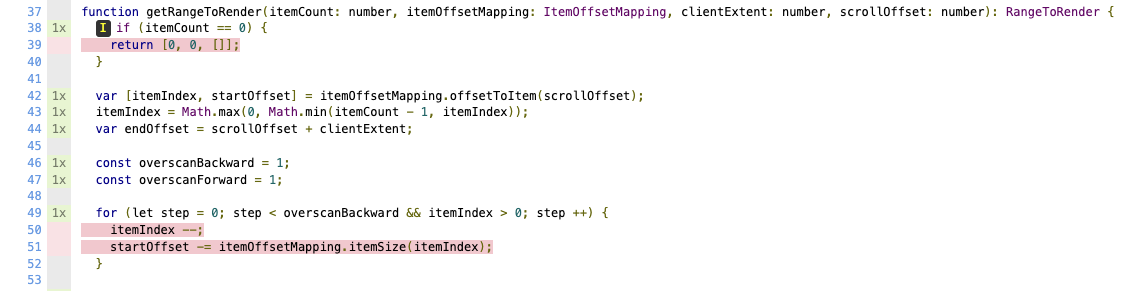 37 function getRangeToRender(itemCount: number, itemOffsetMapping: ItemOffsetMapping, clientExtent: number, scrollOffset: number): RangeToRender {
38 1x I if (itemCount == 0) {
39 return [0, 0, []];
40 }
41
42 1x var [itemIndex, startOffset] = itemOffsetMapping.offsetToItem(scrollOffset);
43 1x itemIndex = Math.max(0, Math.min(itemCount - 1, itemIndex));
44 1x var endOffset = scrollOffset + clientExtent;
45
46 1x const overscanBackward = 1;
47 1x const overscanForward = 1;
48
49 1x for (let step = 0; step < overscanBackward && itemIndex > 0; step ++) {
50 itemIndex --;
51 startOffset -= itemOffsetMapping.itemSize(itemIndex);
52 }
53